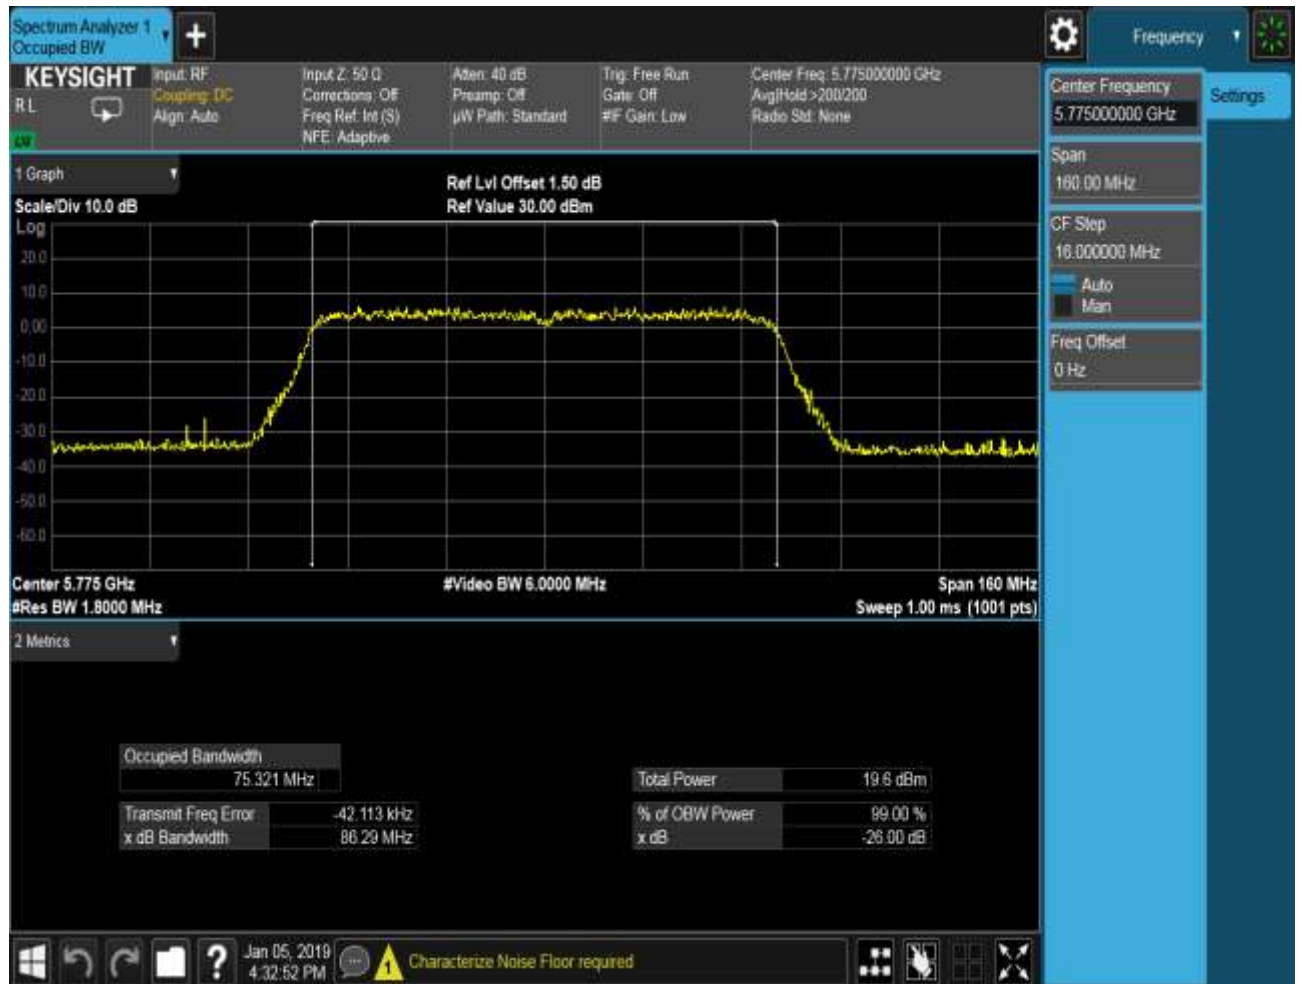 Spectrum Analyzer 1
Occupied BW
Frequency
KEYSIGHT
R L
Input: RF
Coupling: DC
Align: Auto
Input Z: 50 Ω
Corrections: Off
Freq Ref: Int (S)
NFE: Adaptive
Atten: 40 dB
Preamp: Off
µW Path: Standard
Trig: Free Run
Gate: Off
#IF Gain: Low
Center Freq: 5.775000000 GHz
Avg|Hold:>200/200
Radio Std: None
Center Frequency
5.775000000 GHz
Settings
Span
160.00 MHz
CF Step
16.000000 MHz
Auto
Man
Freq Offset
0 Hz
1 Graph
Scale/Div 10.0 dB
Ref Lvl Offset 1.50 dB
Ref Value 30.00 dBm
Log
20.0
10.0
0.00
-10.0
-20.0
-30.0
-40.0
-50.0
-60.0
Center 5.775 GHz
#Res BW 1.8000 MHz
#Video BW 6.0000 MHz
Span 160 MHz
Sweep 1.00 ms (1001 pts)
2 Metrics
Occupied Bandwidth
75.321 MHz
Transmit Freq Error -42.113 kHz
x dB Bandwidth 86.29 MHz
Total Power 19.6 dBm
% of OBW Power 99.00 %
x dB -26.00 dB
Jan 05, 2019
4:32:52 PM
1
Characterize Noise Floor required